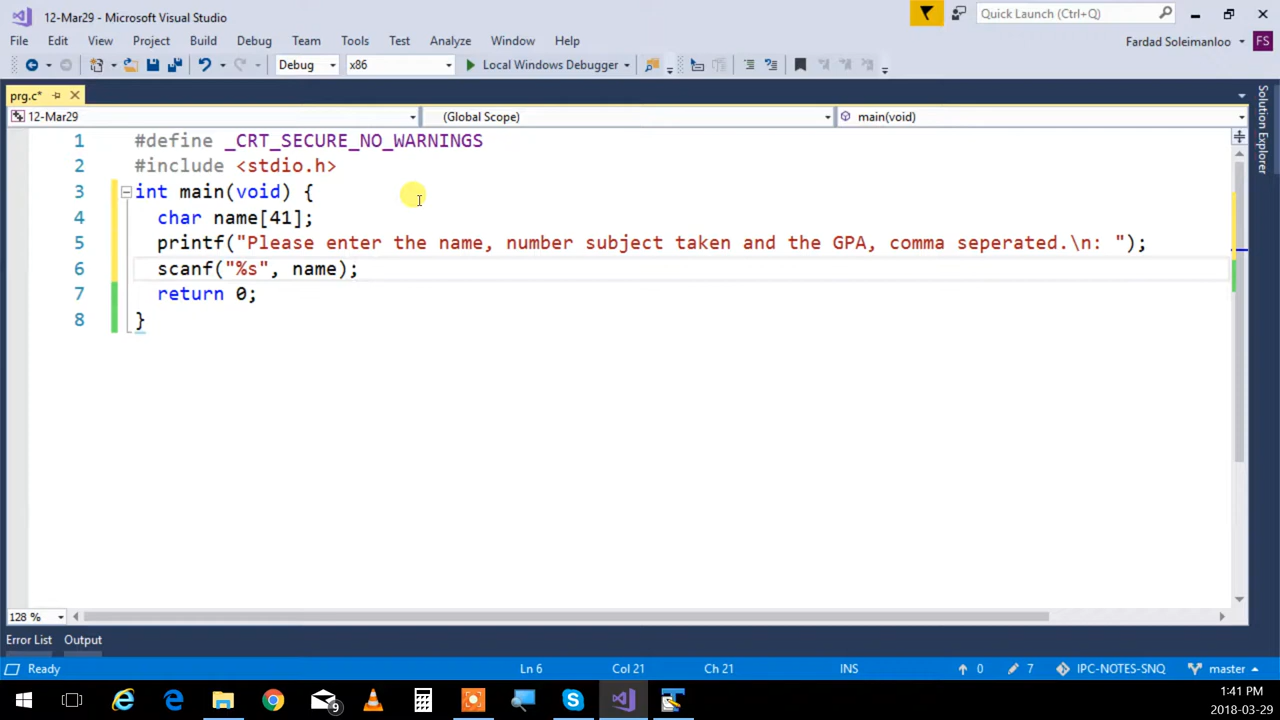 12-Mar29 - Microsoft Visual Studio
Quick Launch (Ctrl+Q)
File Edit View Project Build Debug Team Tools Test Analyze Window Help
Fardad Soleimanloo FS
Debug x86 Local Windows Debugger
prg.c*
12-Mar29 (Global Scope) main(void)
1 #define _CRT_SECURE_NO_WARNINGS
2 #include <stdio.h>
3 int main(void) {
4 char name[41];
5 printf("Please enter the name, number subject taken and the GPA, comma seperated.\n: ");
6 scanf("%s", name);
7 return 0;
8 }
Solution Explorer
128 %
Error List Output
Ready Ln 6 Col 21 Ch 21 INS 0 7 IPC-NOTES-SNQ master
9
1:41 PM
2018-03-29